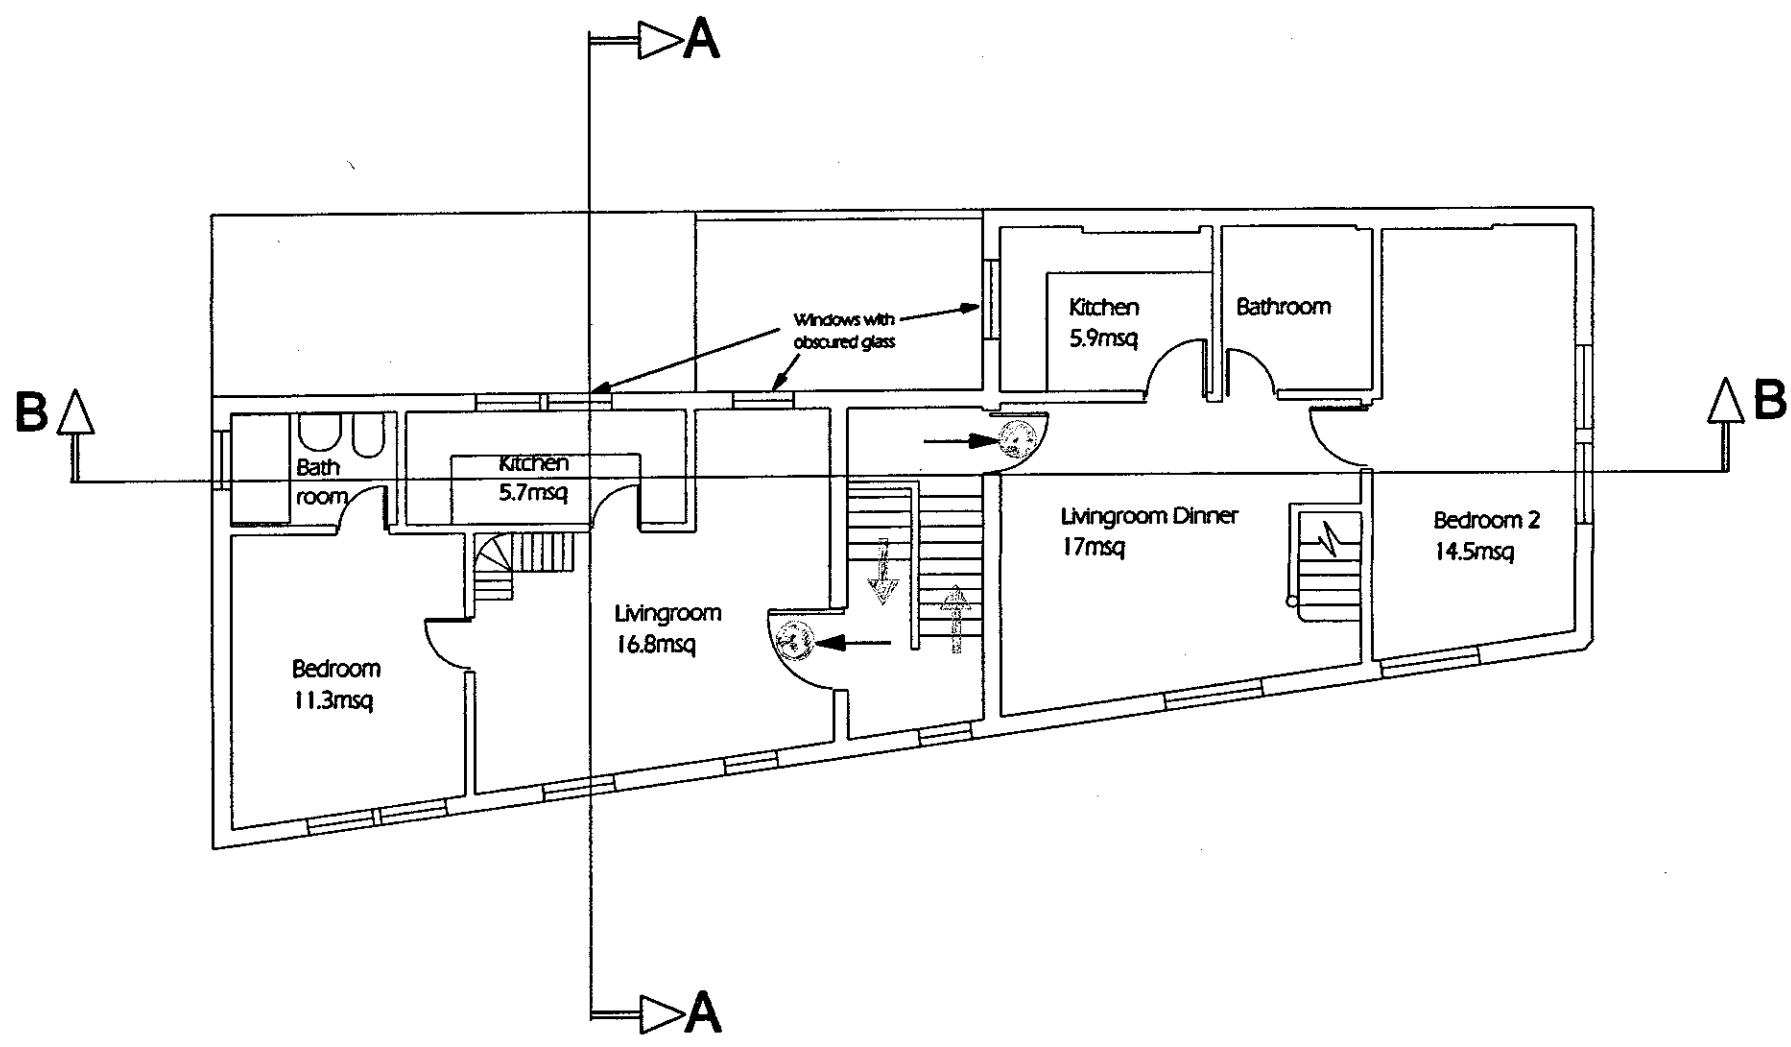 A
Windows with
obscured glass
Kitchen
5.9msq
Bathroom
B
B
Bath
room
Kitchen
5.7msq
Livingroom Dinner
17msq
Bedroom 2
14.5msq
Livingroom
16.8msq
Bedroom
11.3msq
A